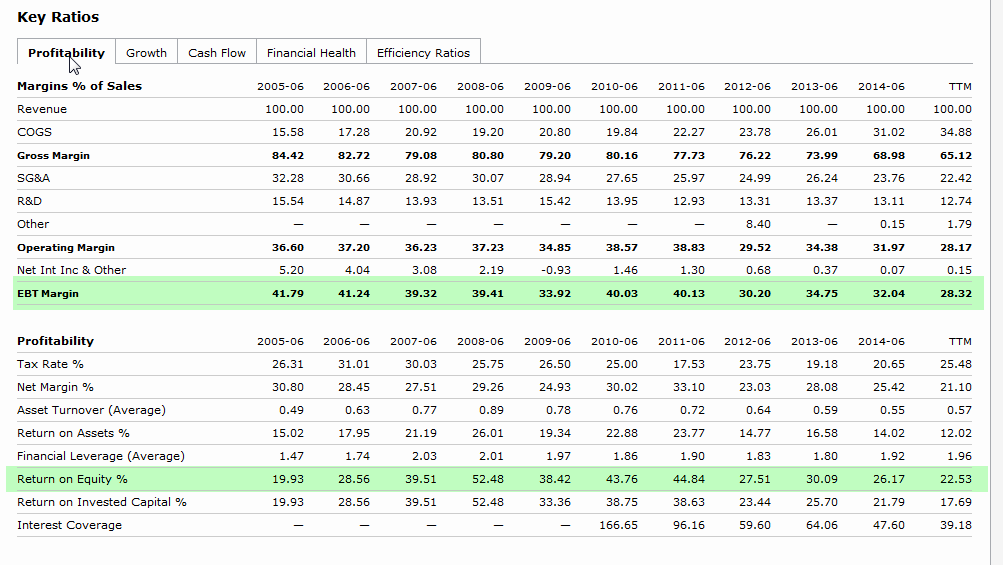 Key Ratios
Profitability Growth Cash Flow Financial Health Efficiency Ratios
Margins % of Sales 2005-06 2006-06 2007-06 2008-06 2009-06 2010-06 2011-06 2012-06 2013-06 2014-06 TTM
Revenue 100.00 100.00 100.00 100.00 100.00 100.00 100.00 100.00 100.00 100.00 100.00
COGS 15.58 17.28 20.92 19.20 20.80 19.84 22.27 23.78 26.01 31.02 34.88
Gross Margin 84.42 82.72 79.08 80.80 79.20 80.16 77.73 76.22 73.99 68.98 65.12
SG&A 32.28 30.66 28.92 30.07 28.94 27.65 25.97 24.99 26.24 23.76 22.42
R&D 15.54 14.87 13.93 13.51 15.42 13.95 12.93 13.31 13.37 13.11 12.74
Other — — — — — — — 8.40 — 0.15 1.79
Operating Margin 36.60 37.20 36.23 37.23 34.85 38.57 38.83 29.52 34.38 31.97 28.17
Net Int Inc & Other 5.20 4.04 3.08 2.19 -0.93 1.46 1.30 0.68 0.37 0.07 0.15
EBT Margin 41.79 41.24 39.32 39.41 33.92 40.03 40.13 30.20 34.75 32.04 28.32
Profitability 2005-06 2006-06 2007-06 2008-06 2009-06 2010-06 2011-06 2012-06 2013-06 2014-06 TTM
Tax Rate % 26.31 31.01 30.03 25.75 26.50 25.00 17.53 23.75 19.18 20.65 25.48
Net Margin % 30.80 28.45 27.51 29.26 24.93 30.02 33.10 23.03 28.08 25.42 21.10
Asset Turnover (Average) 0.49 0.63 0.77 0.89 0.78 0.76 0.72 0.64 0.59 0.55 0.57
Return on Assets % 15.02 17.95 21.19 26.01 19.34 22.88 23.77 14.77 16.58 14.02 12.02
Financial Leverage (Average) 1.47 1.74 2.03 2.01 1.97 1.86 1.90 1.83 1.80 1.92 1.96
Return on Equity % 19.93 28.56 39.51 52.48 38.42 43.76 44.84 27.51 30.09 26.17 22.53
Return on Invested Capital % 19.93 28.56 39.51 52.48 33.36 38.75 38.63 23.44 25.70 21.79 17.69
Interest Coverage — — — — — 166.65 96.16 59.60 64.06 47.60 39.18